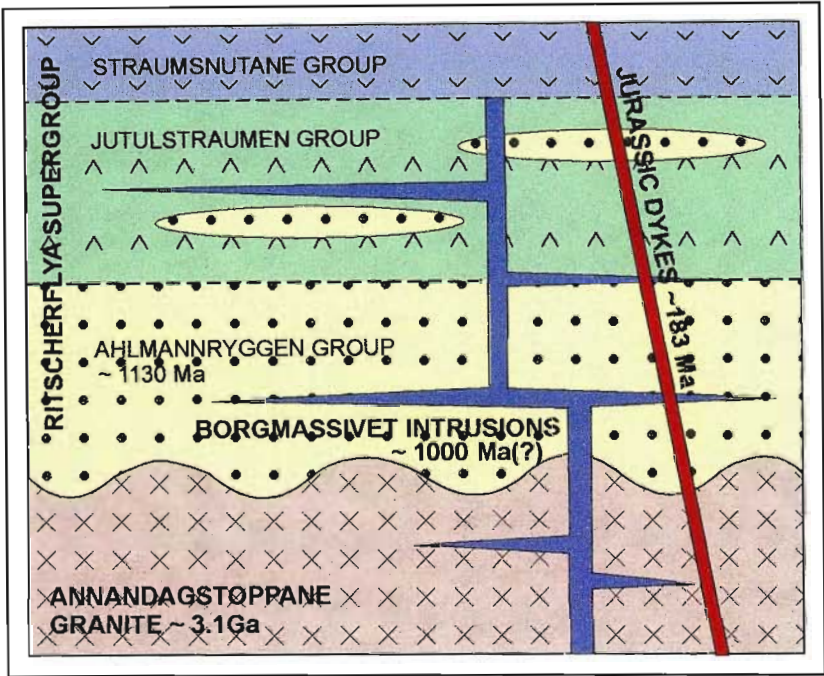 RITSCHERFLYA SUPERGROUP
STRAUMSNUTANE GROUP
JUTULSTRAUMEN GROUP
AHLMANNRYGGEN GROUP
~ 1130 Ma
BORGMASSIVET INTRUSIONS
~ 1000 Ma(?)
JURASSIC DYKES ~183 Ma
ANNANDAGSTOPPANE
GRANITE ~ 3.1Ga